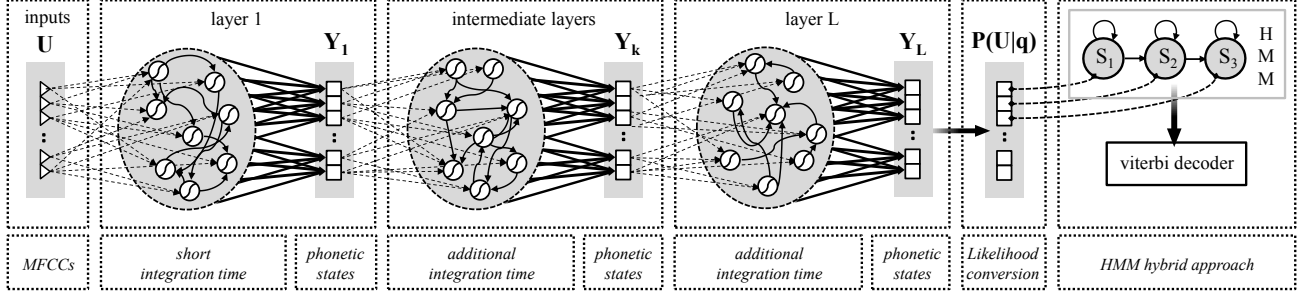 inputs
U
layer 1
Y1
intermediate layers
Yk
layer L
YL
P(U|q)
S1
S2
S3
H
M
M
viterbi decoder
MFCCs
short
integration time
phonetic
states
additional
integration time
phonetic
states
additional
integration time
phonetic
states
Likelihood
conversion
HMM hybrid approach